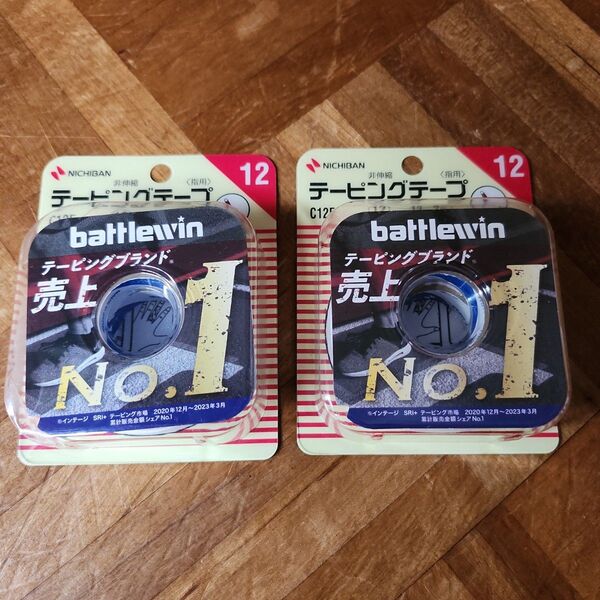 NICHIBAN
12
非伸縮 〈指用〉
テーピングテープ
battlewin
テーピングブランド
売上
No.1
※インテージ SRI+ テーピング市場 2020年12月~2023年3月
累計販売金額シェア No.1
NICHIBAN
12
非伸縮 〈指用〉
テーピングテープ
battlewin
テーピングブランド
売上
No.1
※インテージ SRI+ テーピング市場 2020年12月~2023年3月
累計販売金額シェア No.1